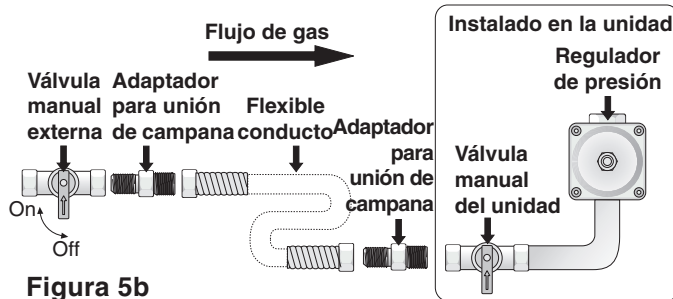 Flujo de gas
Instalado en la unidad
Regulador
de presión
Válvula
manual
externa
Adaptador
para unión
de campana
Flexible
conducto
Adaptador
para
unión de
campana
Válvula
manual
del unidad
On
Off
Figura 5b